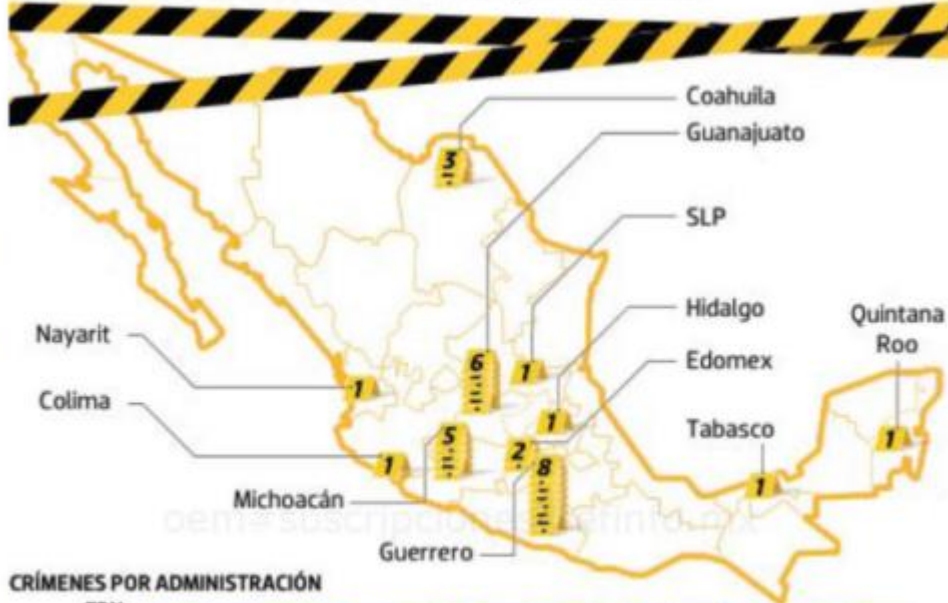 Coahuila
3
Guanajuato
SLP
Hidalgo
Quintana
Roo
Nayarit
Edomex
6
1
1
Colima
1
5
Tabasco
1
2
1
8
1
Michoacán
Guerrero
CRÍMENES POR ADMINISTRACIÓN